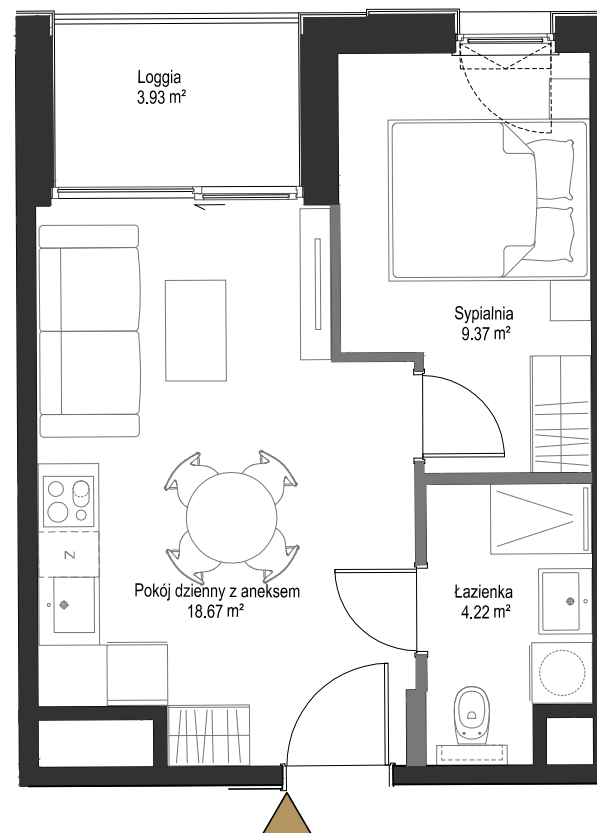 Loggia
3.93 m²
Sypialnia
9.37 m²
Z
Pokój dzienny z aneksem
18.67 m²
Łazienka
4.22 m²